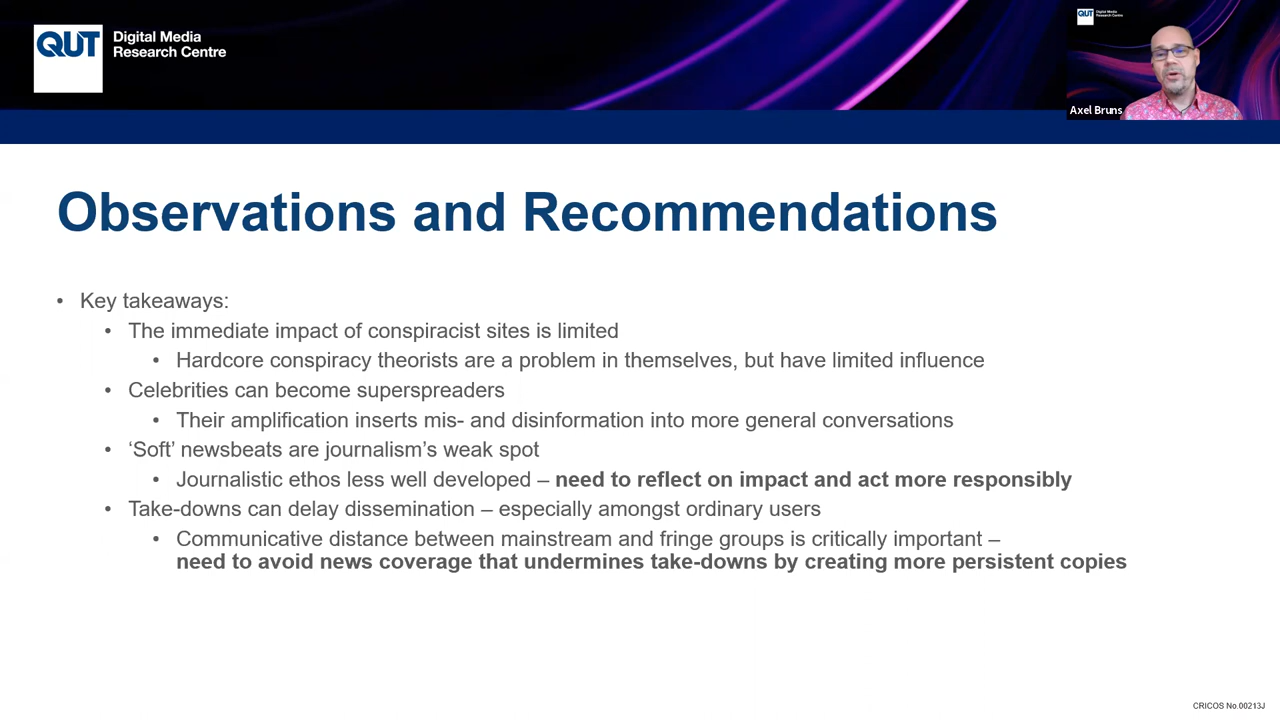 QUT
Digital Media
Research Centre
QUT
Axel Bruns
Observations and Recommendations
• Key takeaways:
• The immediate impact of conspiracist sites is limited
• Hardcore conspiracy theorists are a problem in themselves, but have limited influence
• Celebrities can become superspreaders
• Their amplification inserts mis- and disinformation into more general conversations
• ‘Soft’ newsbeats are journalism’s weak spot
• Journalistic ethos less well developed – need to reflect on impact and act more responsibly
• Take-downs can delay dissemination – especially amongst ordinary users
• Communicative distance between mainstream and fringe groups is critically important –
need to avoid news coverage that undermines take-downs by creating more persistent copies
CRICOS No.00213J